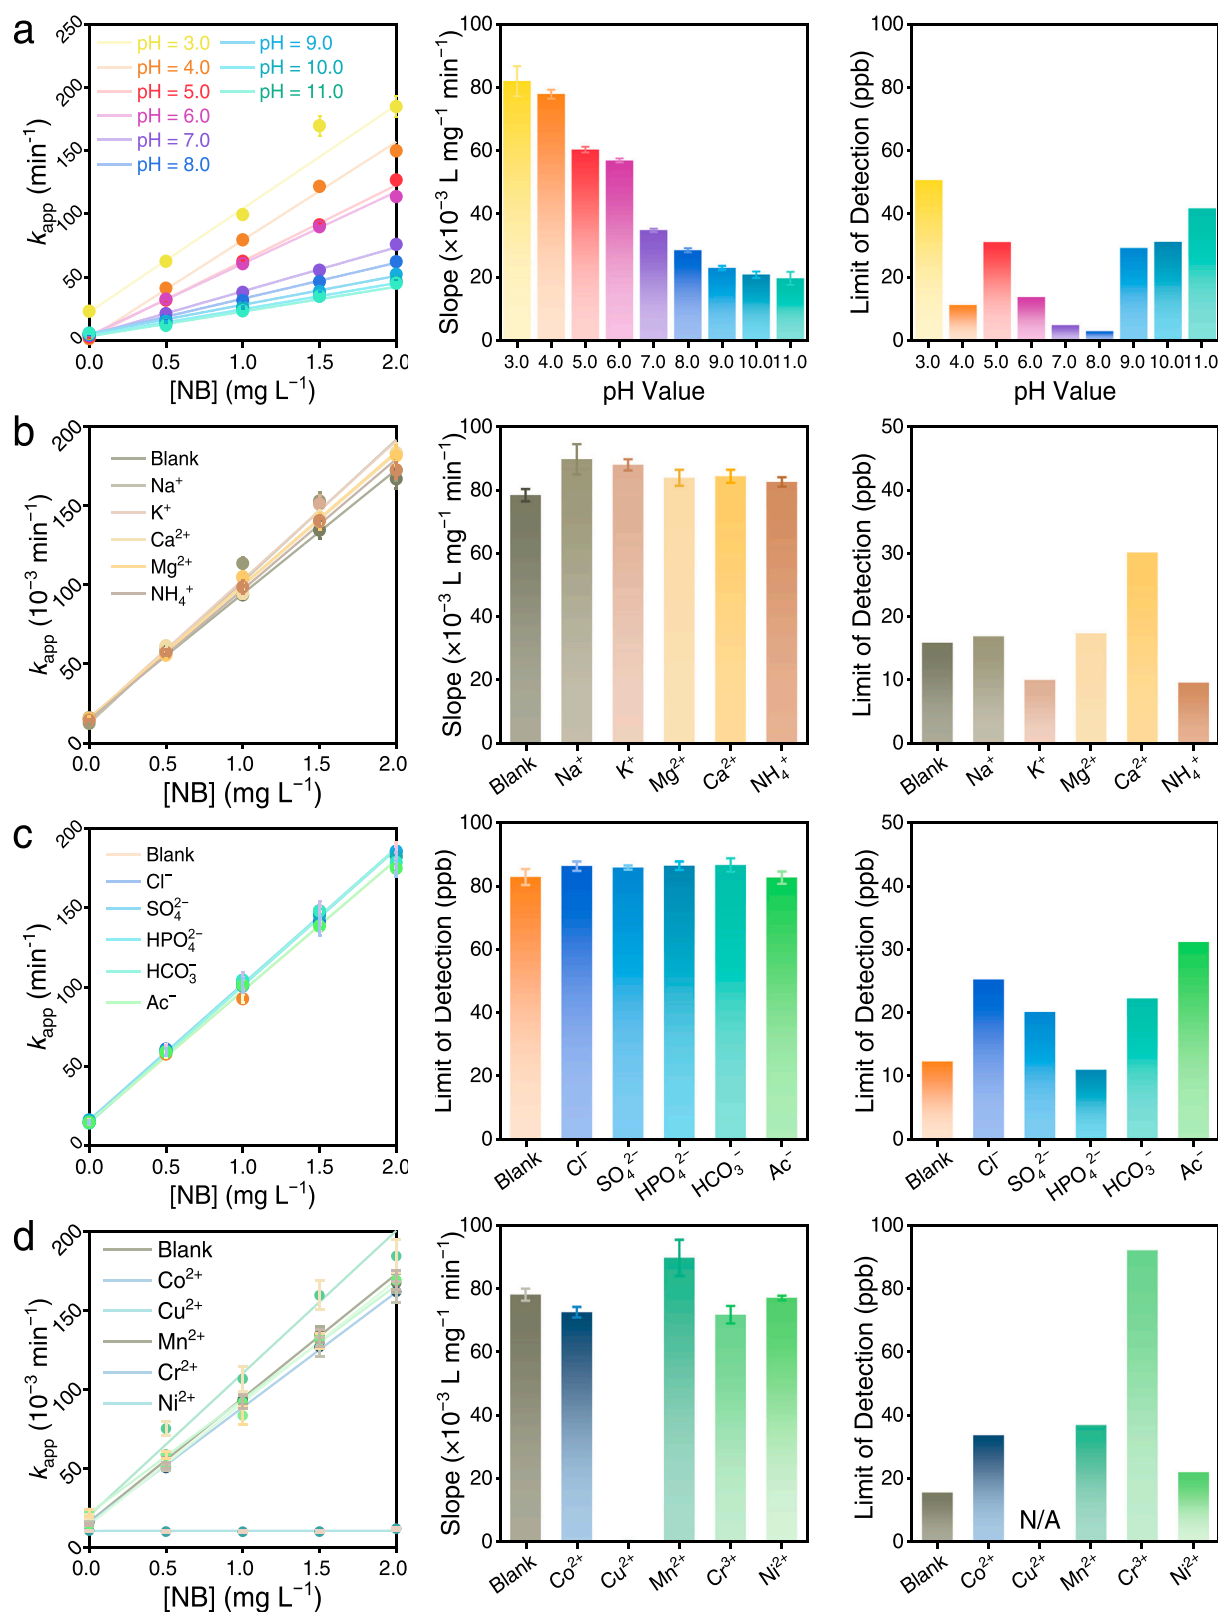 a
250
200
150
100
50
0
k_app (min⁻¹)
pH = 3.0
pH = 4.0
pH = 5.0
pH = 6.0
pH = 7.0
pH = 8.0
pH = 9.0
pH = 10.0
pH = 11.0
0.0 0.5 1.0 1.5 2.0
[NB] (mg L⁻¹)
100
80
60
40
20
0
Slope (×10⁻³ L mg⁻¹ min⁻¹)
3.0 4.0 5.0 6.0 7.0 8.0 9.0 10.0 11.0
pH Value
100
80
60
40
20
0
Limit of Detection (ppb)
3.0 4.0 5.0 6.0 7.0 8.0 9.0 10.0 11.0
pH Value
b
200
150
100
50
0
k_app (10⁻³ min⁻¹)
Blank
Na⁺
K⁺
Ca²⁺
Mg²⁺
NH₄⁺
0.0 0.5 1.0 1.5 2.0
[NB] (mg L⁻¹)
100
80
60
40
20
0
Slope (×10⁻³ L mg⁻¹ min⁻¹)
Blank Na⁺ K⁺ Mg²⁺ Ca²⁺ NH₄⁺
50
40
30
20
10
0
Limit of Detection (ppb)
Blank Na⁺ K⁺ Mg²⁺ Ca²⁺ NH₄⁺
c
200
150
100
50
0
k_app (min⁻¹)
Blank
Cl⁻
SO₄²⁻
HPO₄²⁻
HCO₃⁻
Ac⁻
0.0 0.5 1.0 1.5 2.0
[NB] (mg L⁻¹)
100
80
60
40
20
0
Limit of Detection (ppb)
Blank Cl⁻ SO₄²⁻ HPO₄²⁻ HCO₃⁻ Ac⁻
50
40
30
20
10
0
Limit of Detection (ppb)
Blank Cl⁻ SO₄²⁻ HPO₄²⁻ HCO₃⁻ Ac⁻
d
200
150
100
50
0
k_app (10⁻³ min⁻¹)
Blank
Co²⁺
Cu²⁺
Mn²⁺
Cr²⁺
Ni²⁺
0.0 0.5 1.0 1.5 2.0
[NB] (mg L⁻¹)
100
80
60
40
20
0
Slope (×10⁻³ L mg⁻¹ min⁻¹)
Blank Co²⁺ Cu²⁺ Mn²⁺ Cr³⁺ Ni²⁺
100
80
60
40
20
0
Limit of Detection (ppb)
N/A
Blank Co²⁺ Cu²⁺ Mn²⁺ Cr³⁺ Ni²⁺